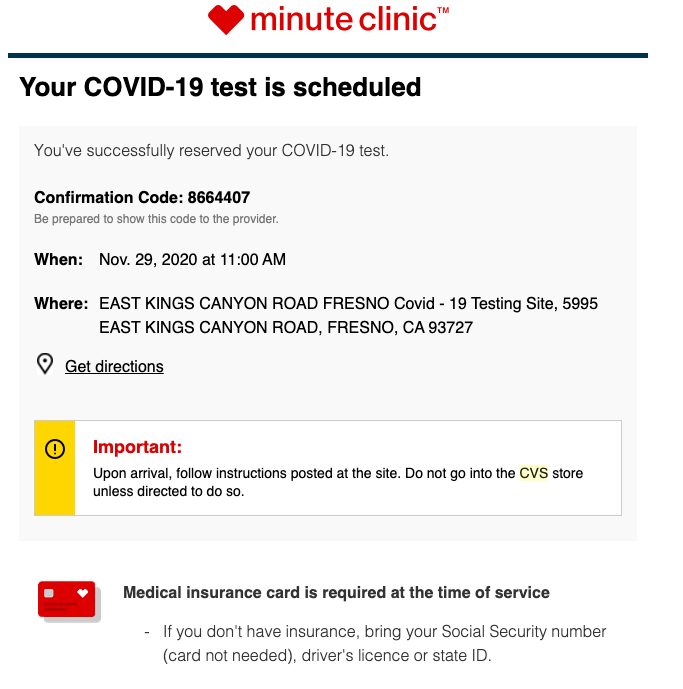 minute clinic™
Your COVID-19 test is scheduled
You've successfully reserved your COVID-19 test.
Confirmation Code: 8664407
Be prepared to show this code to the provider.
When: Nov. 29, 2020 at 11:00 AM
Where: EAST KINGS CANYON ROAD FRESNO Covid - 19 Testing Site, 5995
EAST KINGS CANYON ROAD, FRESNO, CA 93727
Get directions
Important:
Upon arrival, follow instructions posted at the site. Do not go into the CVS store
unless directed to do so.
Medical insurance card is required at the time of service
- If you don't have insurance, bring your Social Security number
(card not needed), driver's licence or state ID.